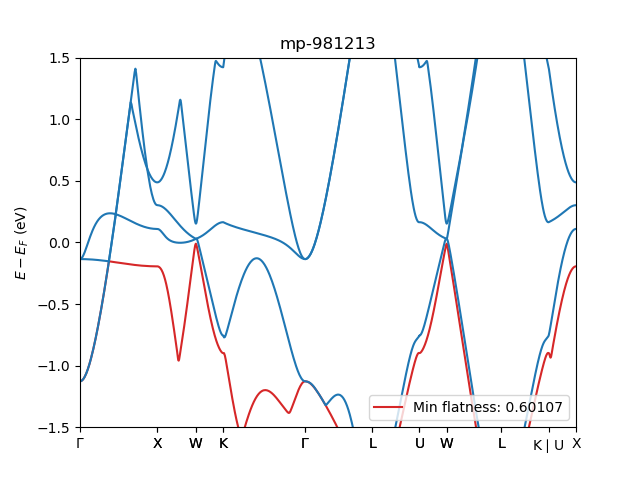 mp-981213
E − E_F (eV)
1.5
1.0
0.5
0.0
−0.5
−1.0
−1.5
Min flatness: 0.60107
Γ X W K Γ L U W L K | U X